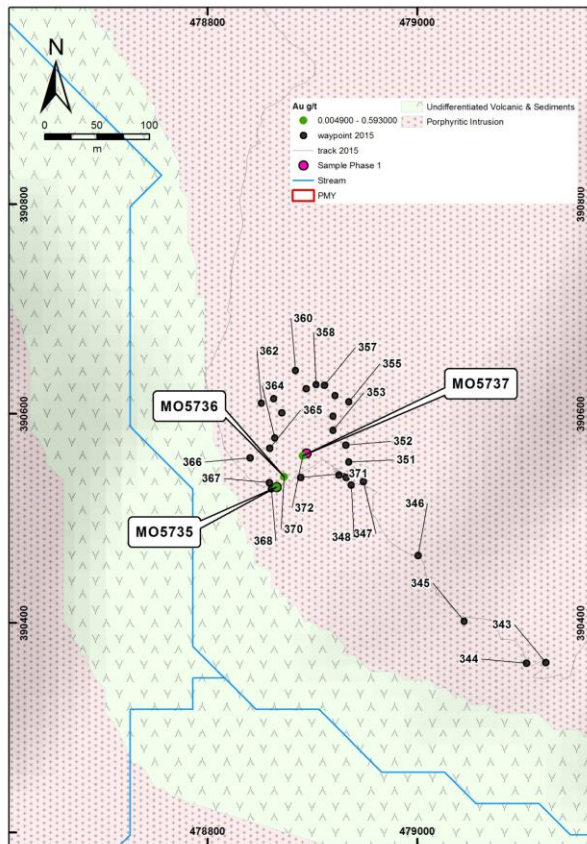 478800
479000
N
0
50
100
m
Au g/t
0.004900 - 0.593000
waypoint 2015
track 2015
Sample Phase 1
Stream
PMY
Undifferentiated Volcanic & Sediments
Porphyritic Intrusion
390800
390800
360
358
362
357
364
355
353
MO5737
MO5736
365
390600
390600
352
366
351
367
371
346
372
MO5735
370
368
348
347
345
343
390400
390400
344
478800
479000